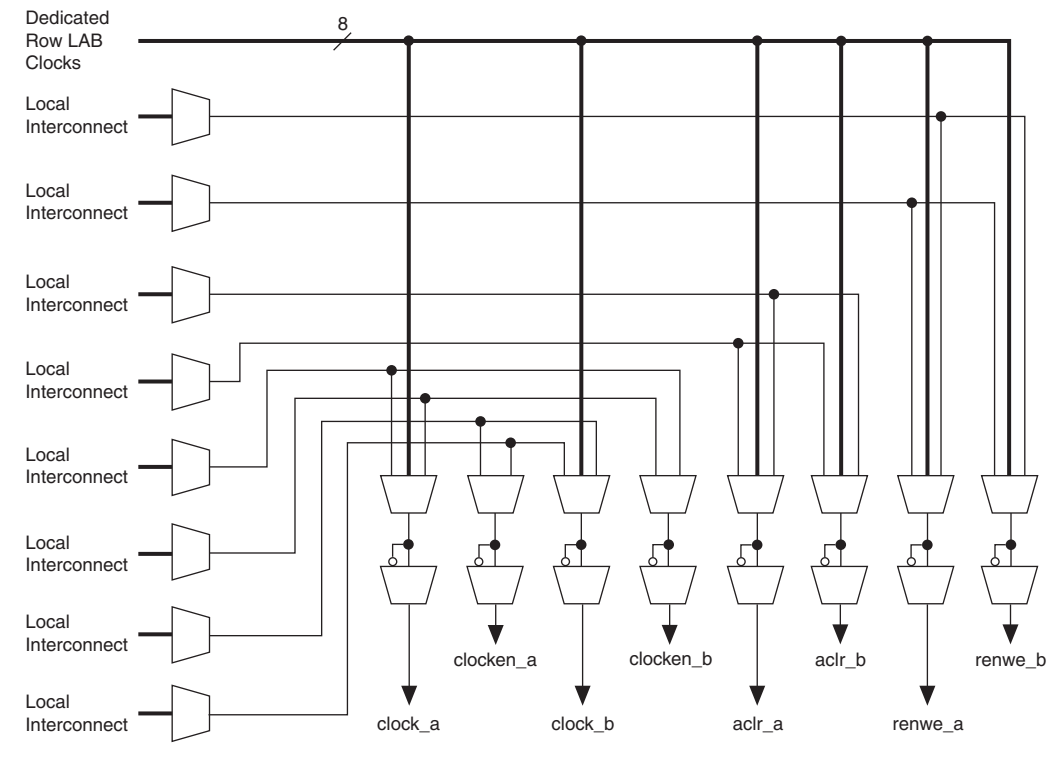 Dedicated
Row LAB
Clocks
8
Local
Interconnect
Local
Interconnect
Local
Interconnect
Local
Interconnect
Local
Interconnect
Local
Interconnect
Local
Interconnect
Local
Interconnect
clocken_a
clocken_b
aclr_b
renwe_b
clock_a
clock_b
aclr_a
renwe_a